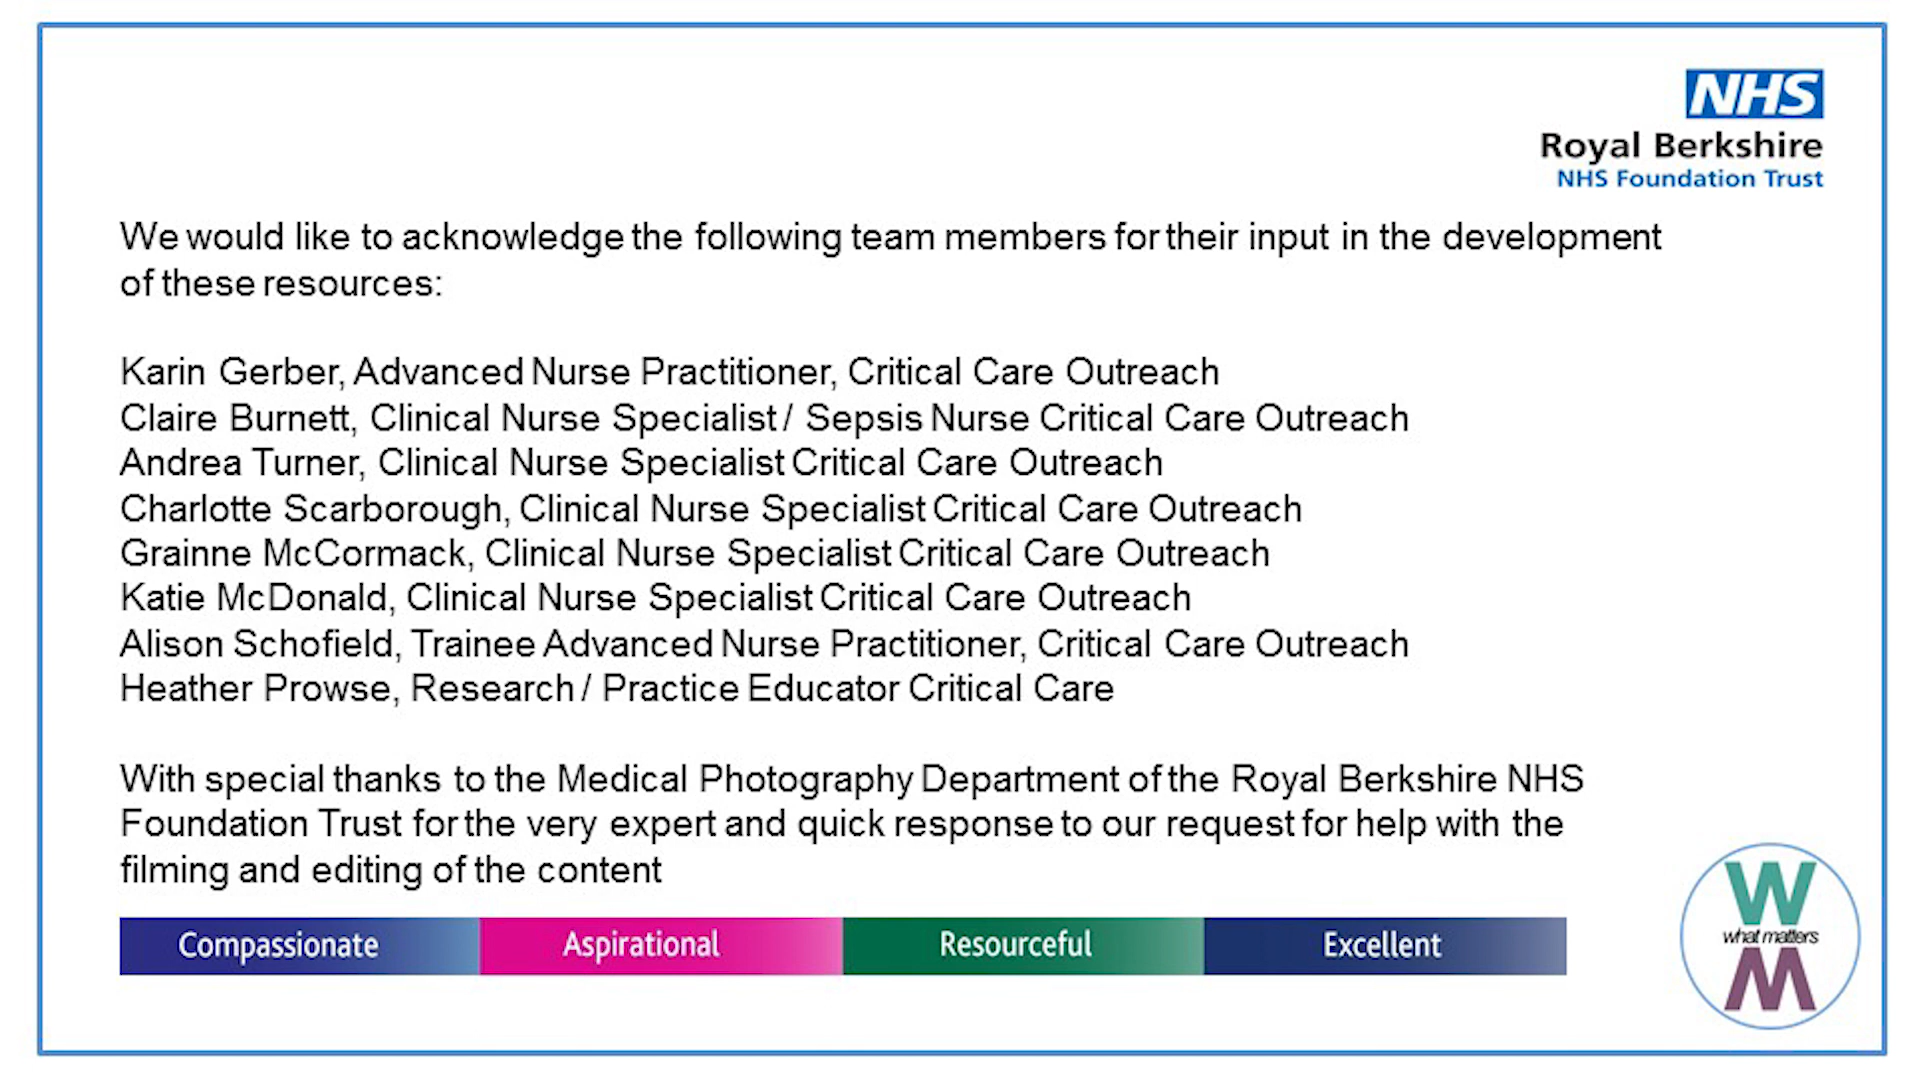 NHS
Royal Berkshire
NHS Foundation Trust
We would like to acknowledge the following team members for their input in the development
of these resources:
Karin Gerber, Advanced Nurse Practitioner, Critical Care Outreach
Claire Burnett, Clinical Nurse Specialist / Sepsis Nurse Critical Care Outreach
Andrea Turner, Clinical Nurse Specialist Critical Care Outreach
Charlotte Scarborough, Clinical Nurse Specialist Critical Care Outreach
Grainne McCormack, Clinical Nurse Specialist Critical Care Outreach
Katie McDonald, Clinical Nurse Specialist Critical Care Outreach
Alison Schofield, Trainee Advanced Nurse Practitioner, Critical Care Outreach
Heather Prowse, Research / Practice Educator Critical Care
With special thanks to the Medical Photography Department of the Royal Berkshire NHS
Foundation Trust for the very expert and quick response to our request for help with the
filming and editing of the content
Compassionate Aspirational Resourceful Excellent
W
what matters
M